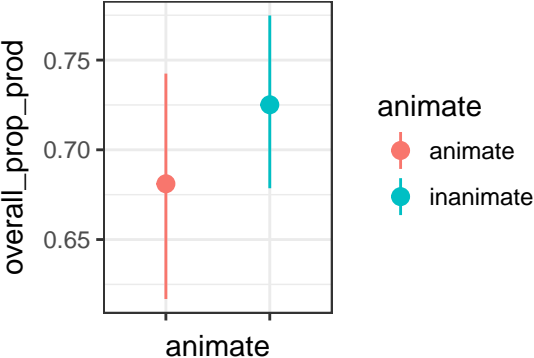 overall_prop_prod
0.75
0.70
0.65
animate
animate
animate
inanimate